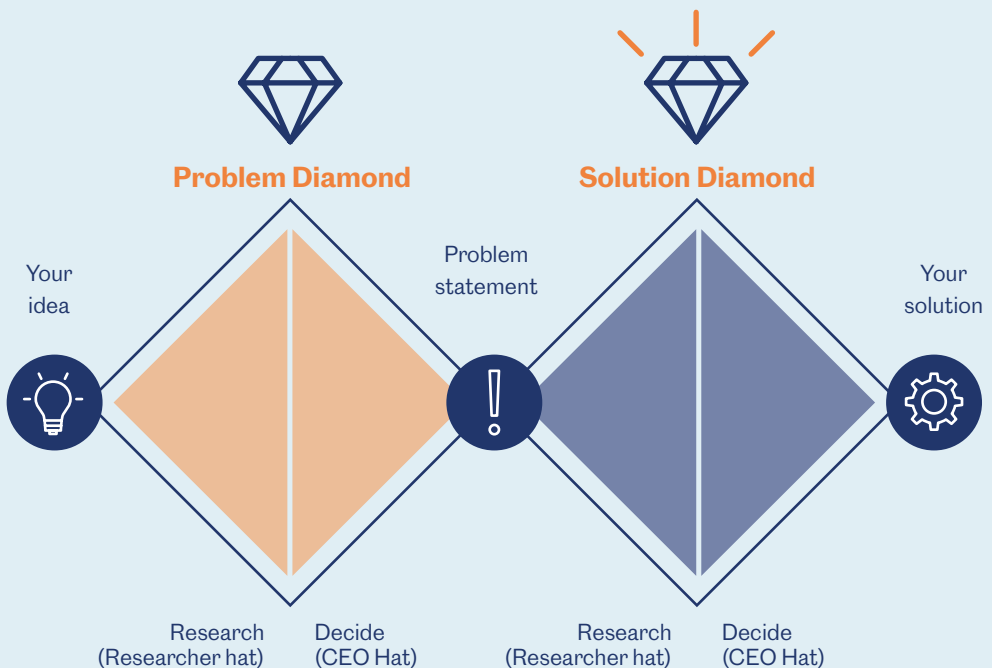 Problem Diamond
Solution Diamond
Your
idea
Problem
statement
Your
solution
Research
(Researcher hat)
Decide
(CEO Hat)
Research
(Researcher hat)
Decide
(CEO Hat)